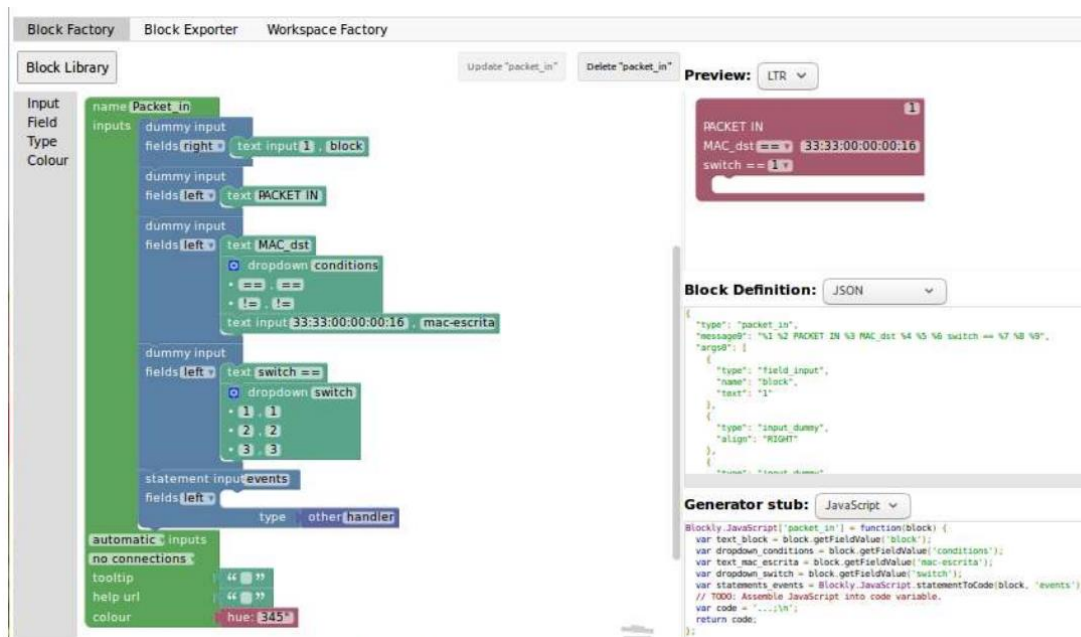 Block Factory Block Exporter Workspace Factory
Block Library
Update "packet_in" Delete "packet_in"
Input
Field
Type
Colour
name Packet_in
inputs dummy input
fields right text input 1 , block
dummy input
fields left text PACKET IN
dummy input
fields left text MAC_dst
dropdown conditions
• == , ==
• != , !=
text input 33:33:00:00:00:16 , mac-escrita
dummy input
fields left text switch ==
dropdown switch
• 1 , 1
• 2 , 2
• 3 , 3
statement input events
fields left
type other handler
automatic inputs
no connections
tooltip “ ”
help url “ ”
colour hue: 345°
Preview: LTR
1
PACKET IN
MAC_dst == 33:33:00:00:00:16
switch == 1
Block Definition: JSON
{
"type": "packet_in",
"message0": "%1 %2 PACKET IN %3 MAC_dst %4 %5 %6 switch == %7 %8 %9",
"args0": [
{
"type": "field_input",
"name": "block",
"text": "1"
},
{
"type": "input_dummy",
"align": "RIGHT"
},
{
"type": "input_dummy",
Generator stub: JavaScript
Blockly.JavaScript['packet_in'] = function(block) {
var text_block = block.getFieldValue('block');
var dropdown_conditions = block.getFieldValue('conditions');
var text_mac_escrita = block.getFieldValue('mac-escrita');
var dropdown_switch = block.getFieldValue('switch');
var statements_events = Blockly.JavaScript.statementToCode(block, 'events')
// TODO: Assemble JavaScript into code variable.
var code = '...;\n';
return code;
};